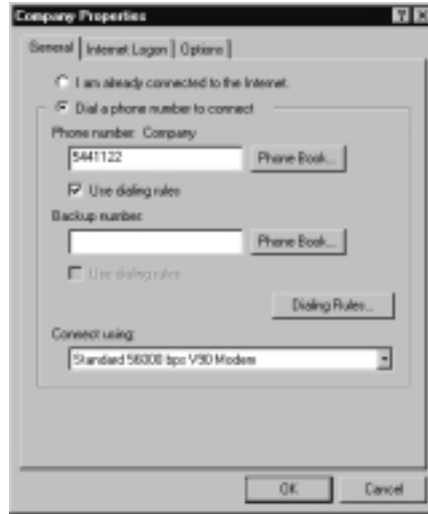 Company Properties
General Internet Logon Options
I am already connected to the Internet.
Dial a phone number to connect
Phone number: Company
5441122 Phone Book...
Use dialing rules
Backup number:
Phone Book...
Use dialing rules
Dialing Rules...
Connect using:
Standard 56000 bps V90 Modem
OK Cancel